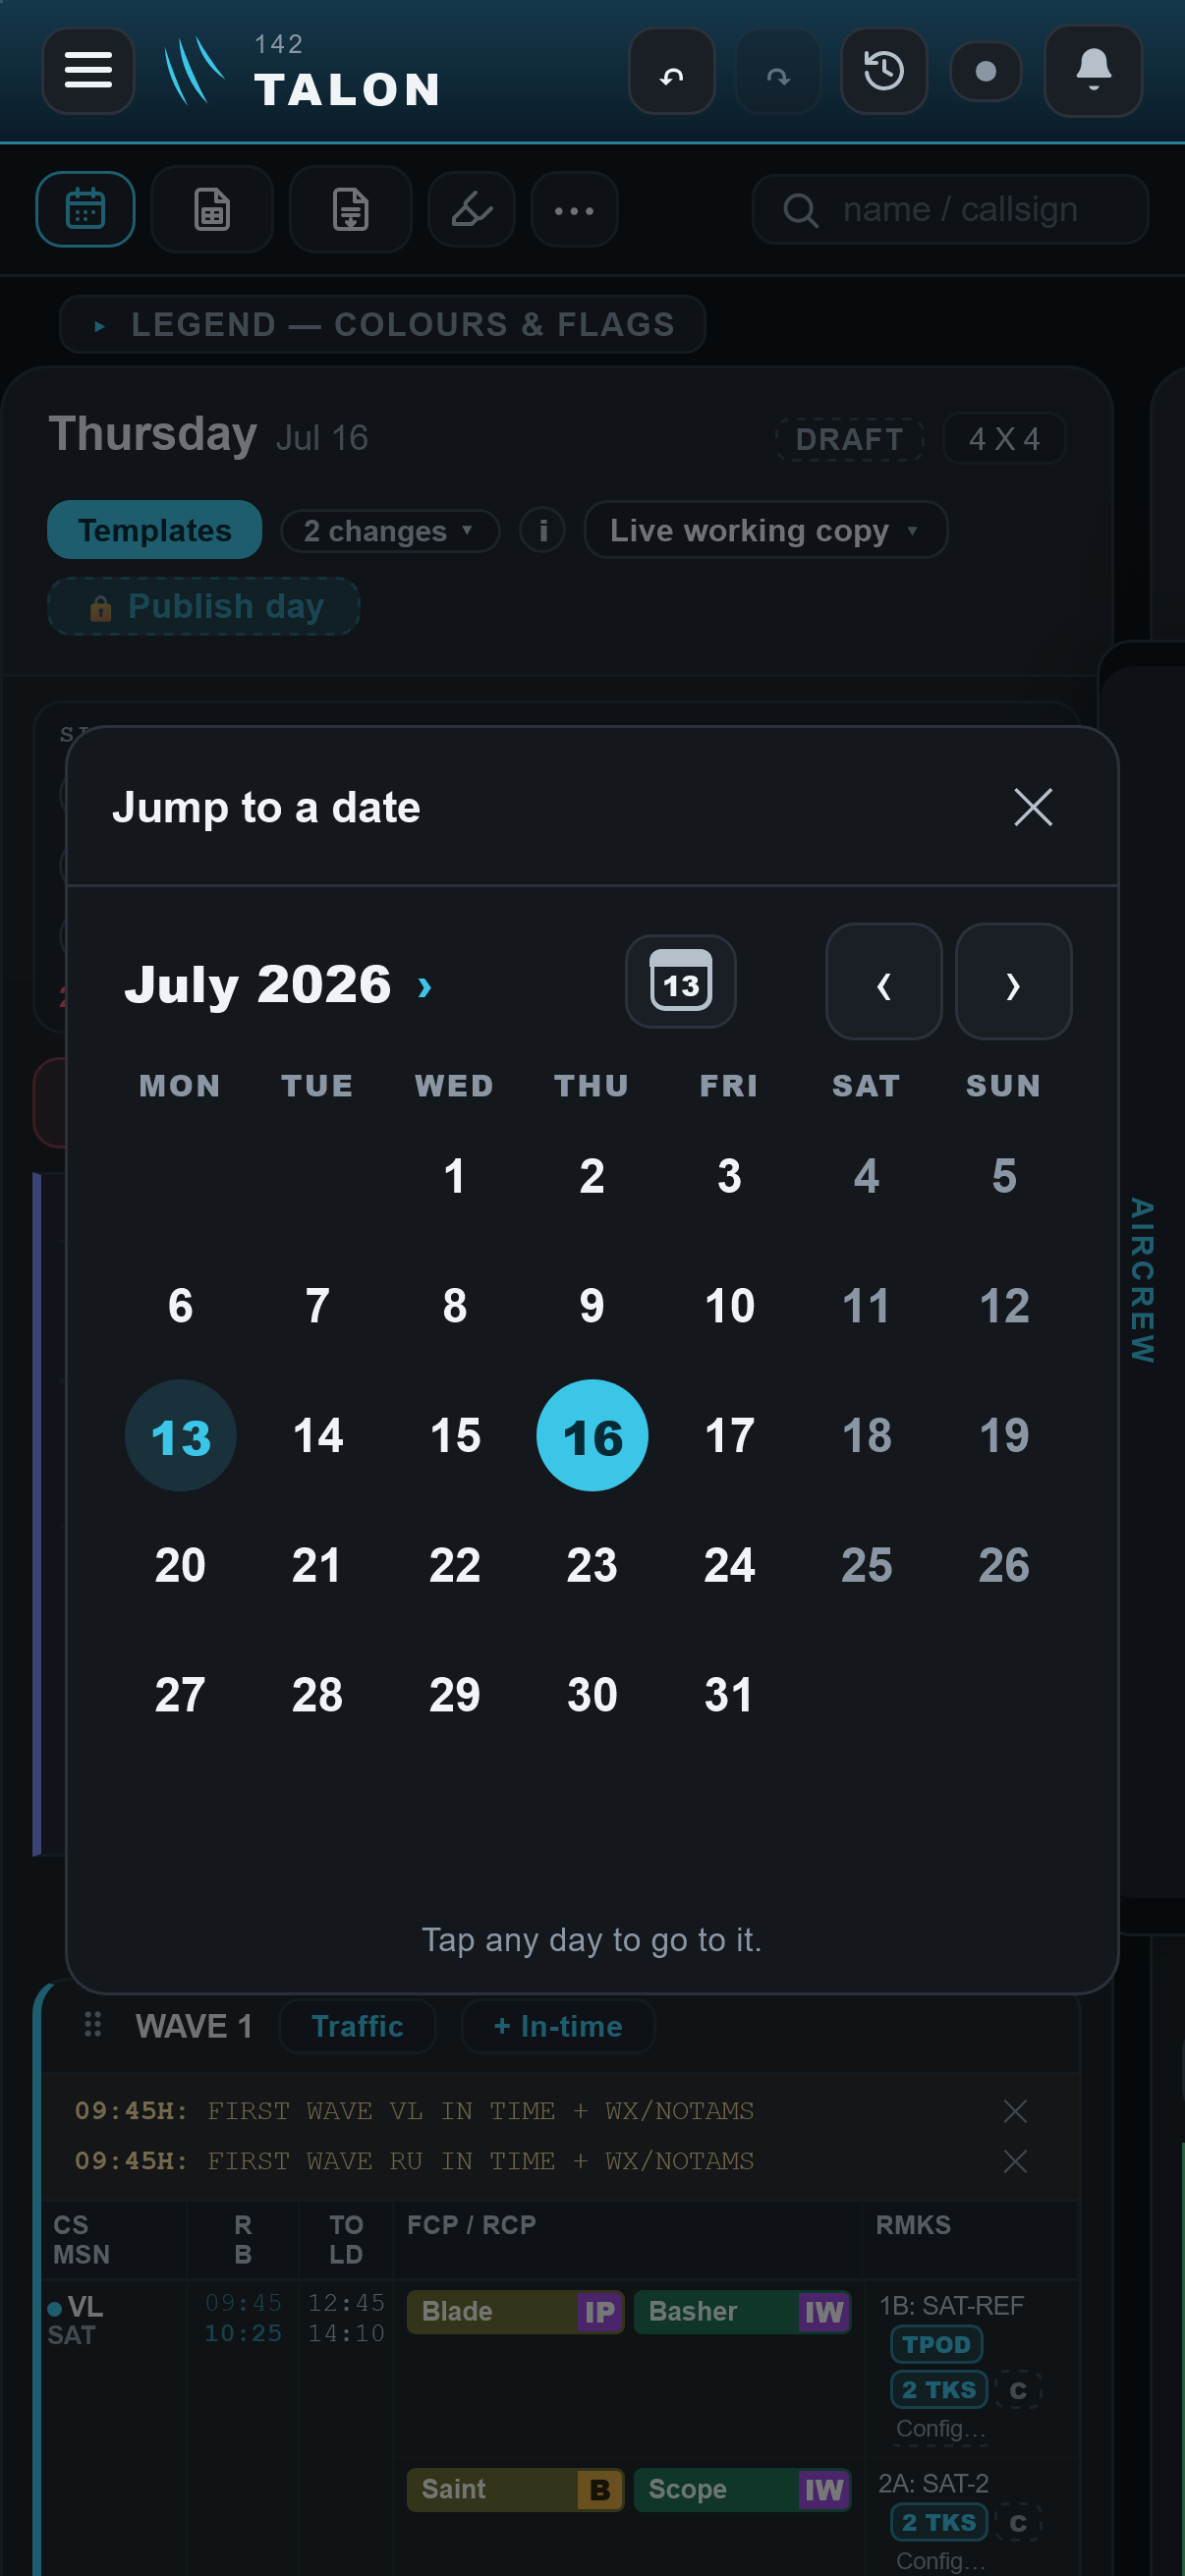 142
TALON
name / callsign
▸ LEGEND — COLOURS & FLAGS
Thursday Jul 16 DRAFT 4 X 4
Templates 2 changes ▾ i Live working copy ▾
Publish day
Jump to a date
July 2026 › 13 ‹ ›
MON TUE WED THU FRI SAT SUN
1 2 3 4 5
6 7 8 9 10 11 12
13 14 15 16 17 18 19
20 21 22 23 24 25 26
27 28 29 30 31
Tap any day to go to it.
AIRCREW
WAVE 1 Traffic + In-time
09:45H: FIRST WAVE VL IN TIME + WX/NOTAMS
09:45H: FIRST WAVE RU IN TIME + WX/NOTAMS
CS R TO FCP / RCP RMKS
MSN B LD
VL 09:45 12:45 Blade IP Basher IW 1B: SAT-REF
SAT 10:25 14:10
TPOD
2 TKS C
Config...
Saint B Scope IW 2A: SAT-2
2 TKS C
Config...